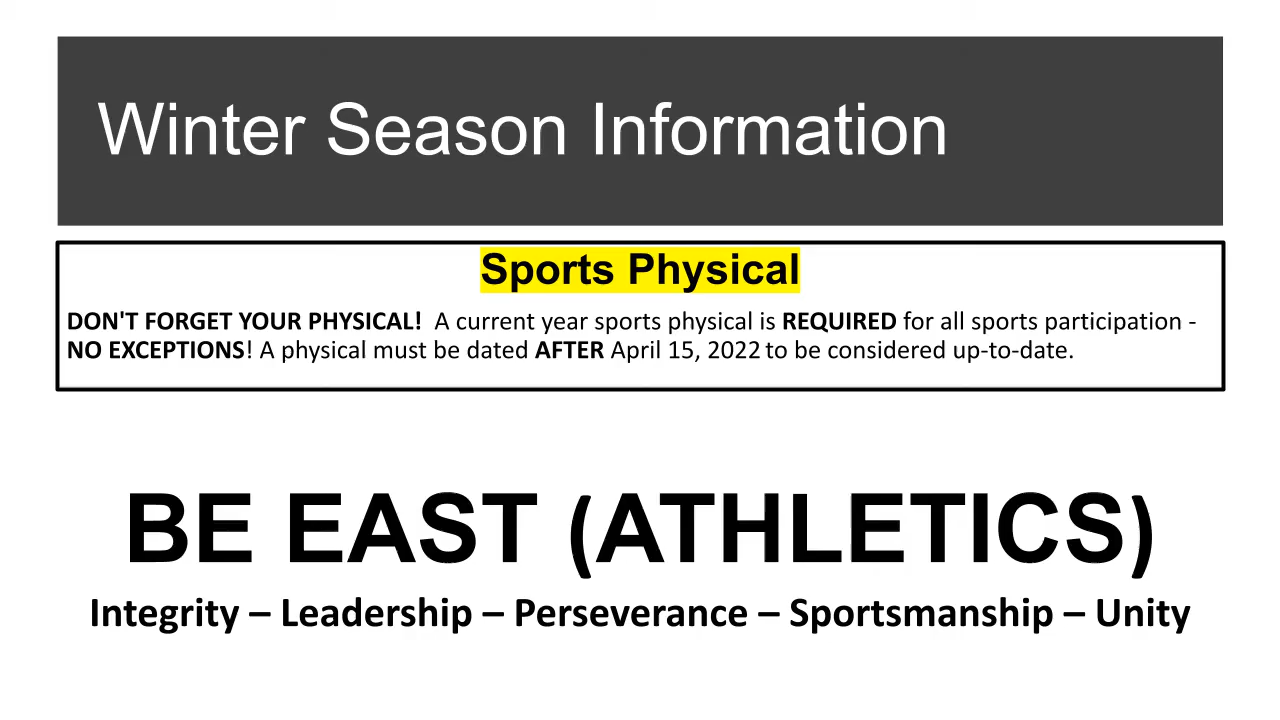 Winter Season Information
Sports Physical
DON'T FORGET YOUR PHYSICAL! A current year sports physical is REQUIRED for all sports participation -
NO EXCEPTIONS! A physical must be dated AFTER April 15, 2022 to be considered up-to-date.
BE EAST (ATHLETICS)
Integrity – Leadership – Perseverance – Sportsmanship – Unity